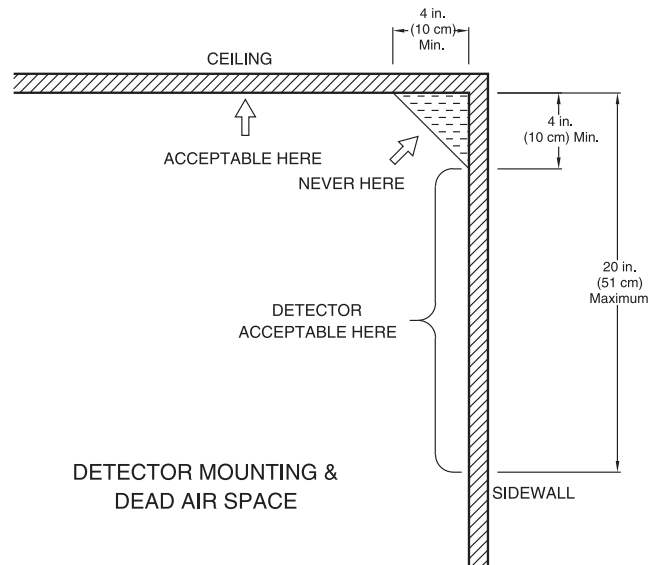 4 in.
(10 cm)
Min.
CEILING
ACCEPTABLE HERE
NEVER HERE
4 in.
(10 cm) Min.
20 in.
(51 cm)
Maximum
DETECTOR
ACCEPTABLE HERE
DETECTOR MOUNTING &
DEAD AIR SPACE
SIDEWALL